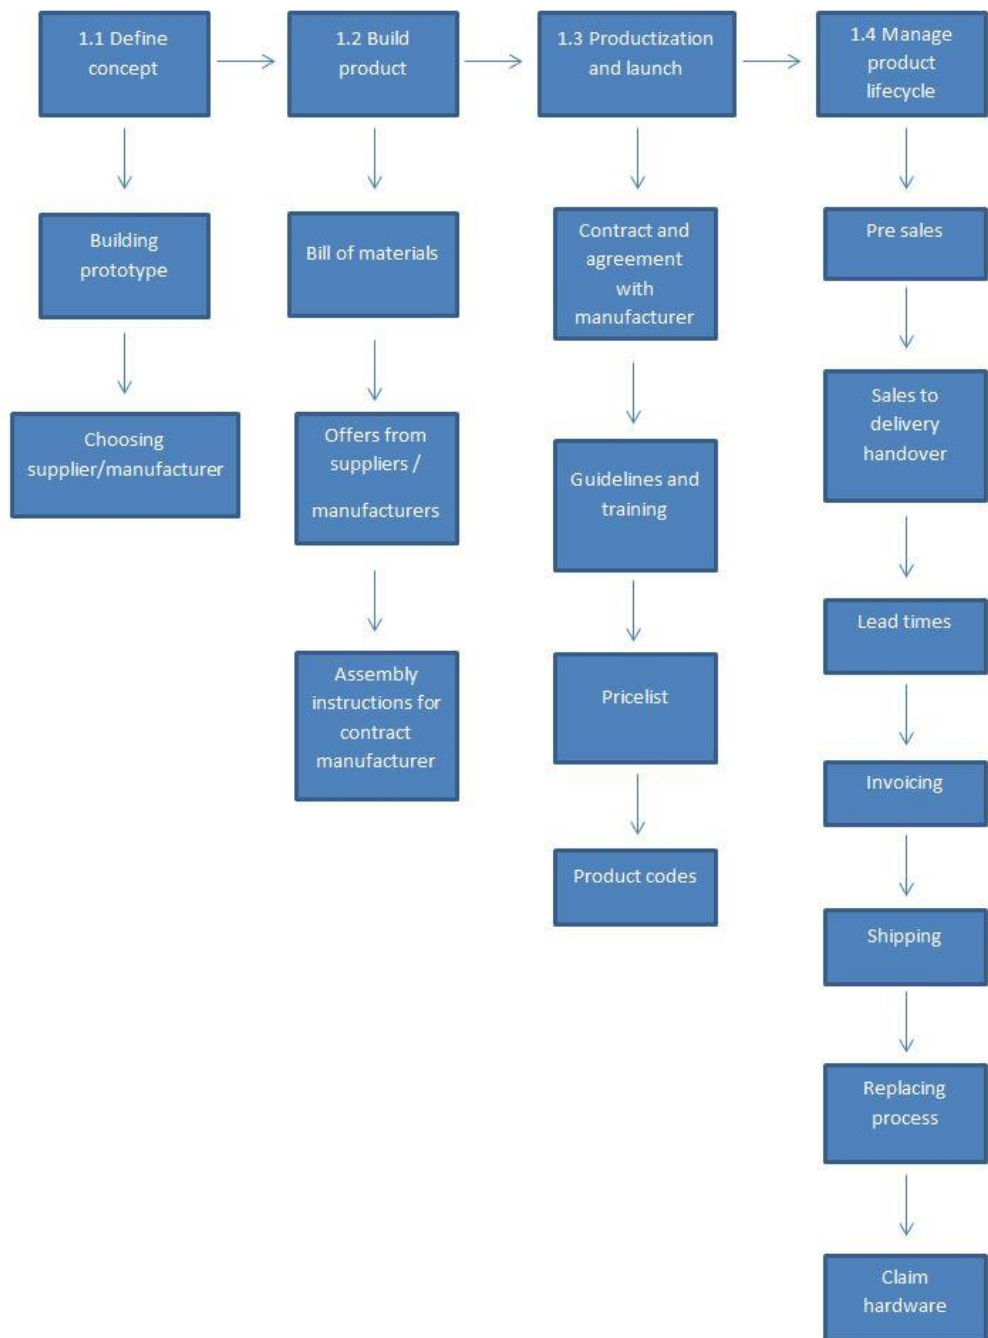 1.1 Define
concept
1.2 Build
product
1.3 Productization
and launch
1.4 Manage
product
lifecycle
Building
prototype
Choosing
supplier/manufacturer
Bill of materials
Offers from
suppliers /
manufacturers
Assembly
instructions for
contract
manufacturer
Contract and
agreement
with
manufacturer
Guidelines and
training
Pricelist
Product codes
Pre sales
Sales to
delivery
handover
Lead times
Invoicing
Shipping
Replacing
process
Claim
hardware